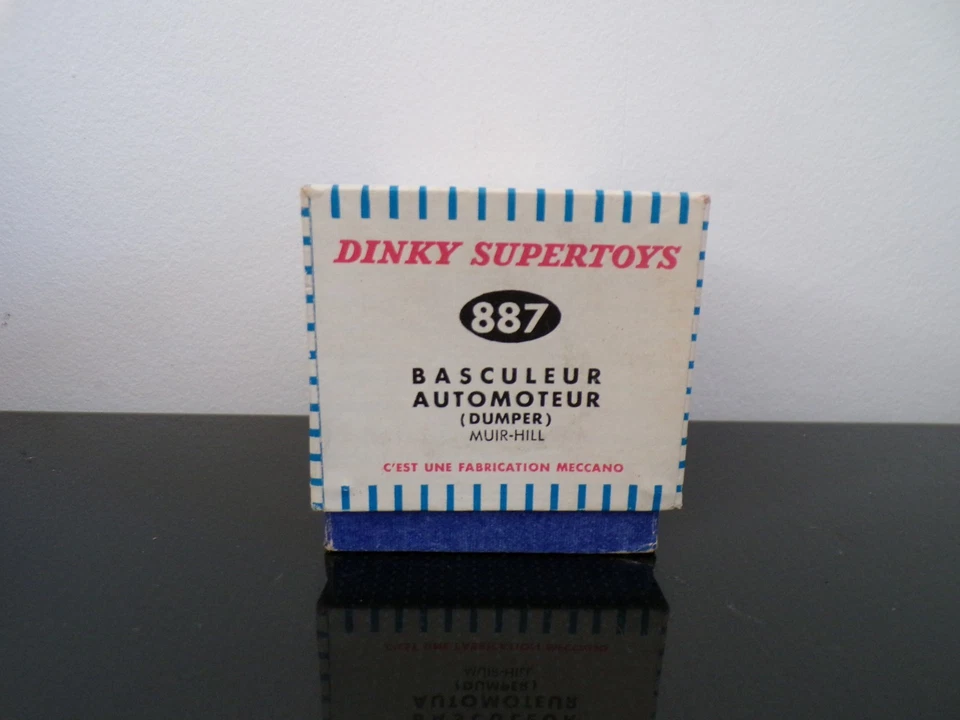 DINKY SUPERTOYS
887
BASCULEUR
AUTOMOTEUR
(DUMPER)
MUIR-HILL
C'EST UNE FABRICATION MECCANO